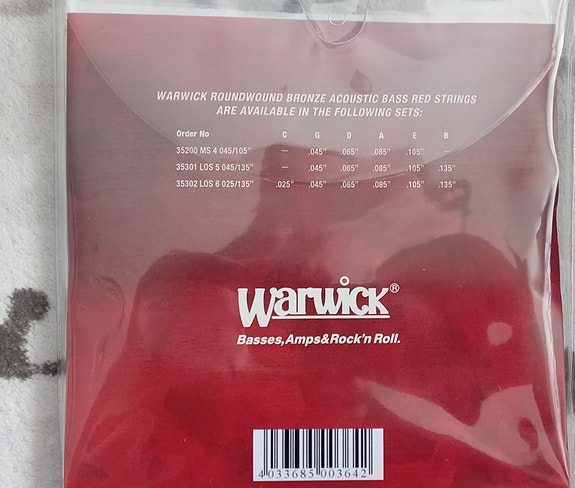 WARWICK ROUNDWOUND BRONZE ACOUSTIC BASS RED STRINGS
ARE AVAILABLE IN THE FOLLOWING SETS:
Order No C G D A E B
35200 MS 4 045/105" — .045" .065" .085" .105" —
35301 LOS 5 045/135" — .045" .065" .085" .105" .135"
35302 LOS 6 025/135" .025" .045" .065" .085" .105" .135"
Warwick®
Basses,Amps&Rock'n Roll.
4 033685 003642